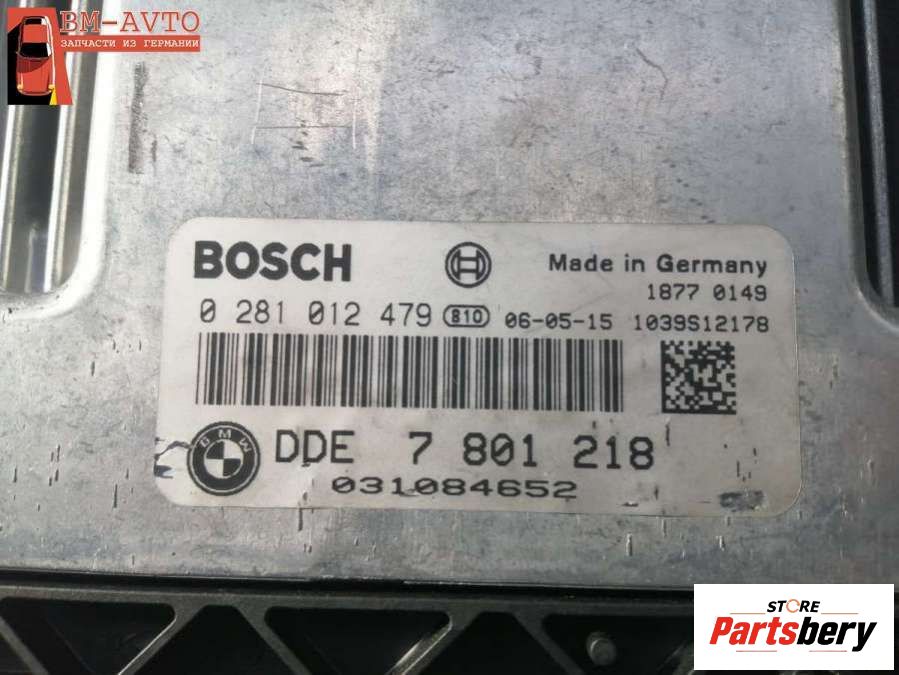 BM-AVTO
ЗАПЧАСТИ ИЗ ГЕРМАНИИ
BOSCH
Made in Germany
1877 0149
0 281 012 479 810 06-05-15 1039S12178
BMW
DDE 7 801 218
031084652
STORE
Partsbery